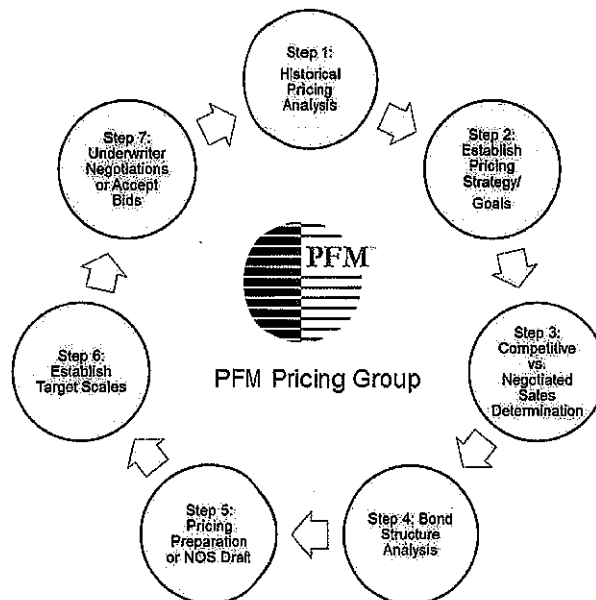 Step 1:
Historical
Pricing
Analysis
Step 2:
Establish
Pricing
Strategy/
Goals
Step 3:
Competitive
vs.
Negotiated
Sales
Determination
Step 4: Bond
Structure
Analysis
Step 5:
Pricing
Preparation
or NOS Draft
Step 6:
Establish
Target Scales
Step 7:
Underwriter
Negotiations
or Accept
Bids
PFM
PFM Pricing Group